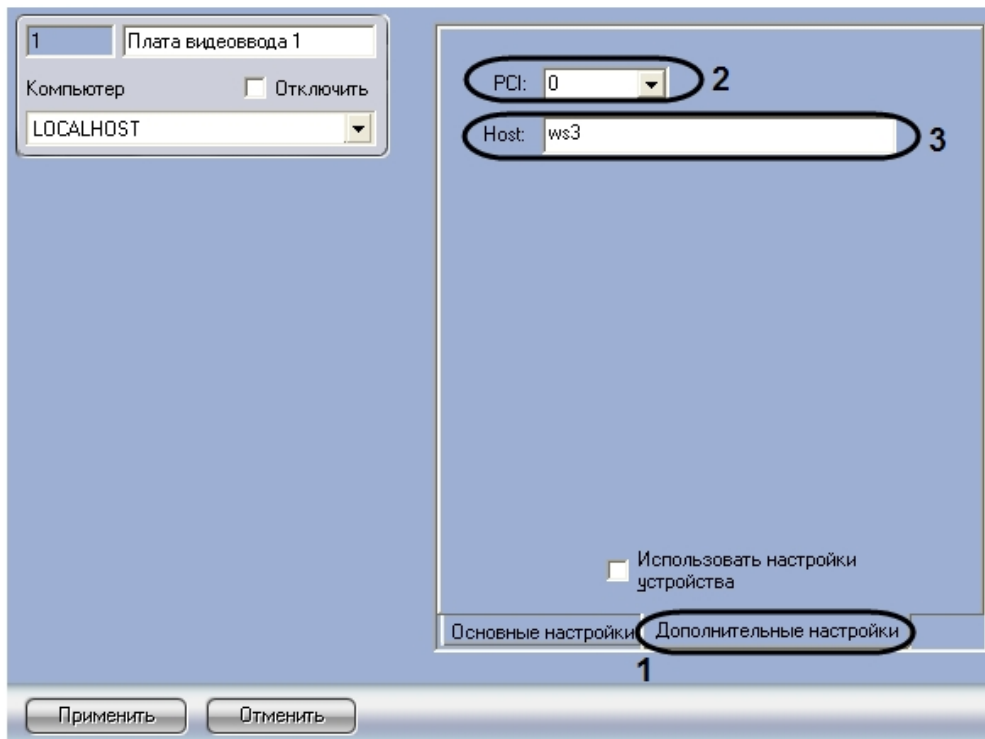 1 Плата видеоввода 1
Компьютер Отключить
LOCALHOST
PCI: 0 2
Host: ws3 3
Использовать настройки
устройства
Основные настройки Дополнительные настройки
1
Применить Отменить